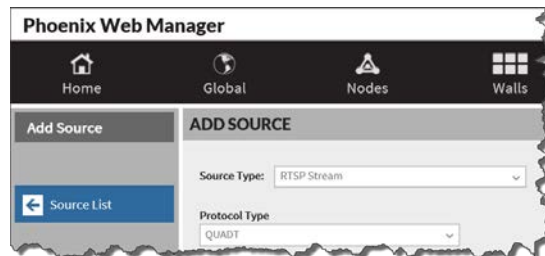 Phoenix Web Manager
Home Global Nodes Walls
Add Source
ADD SOURCE
Source Type: RTSP Stream
Source List
Protocol Type
QUADT